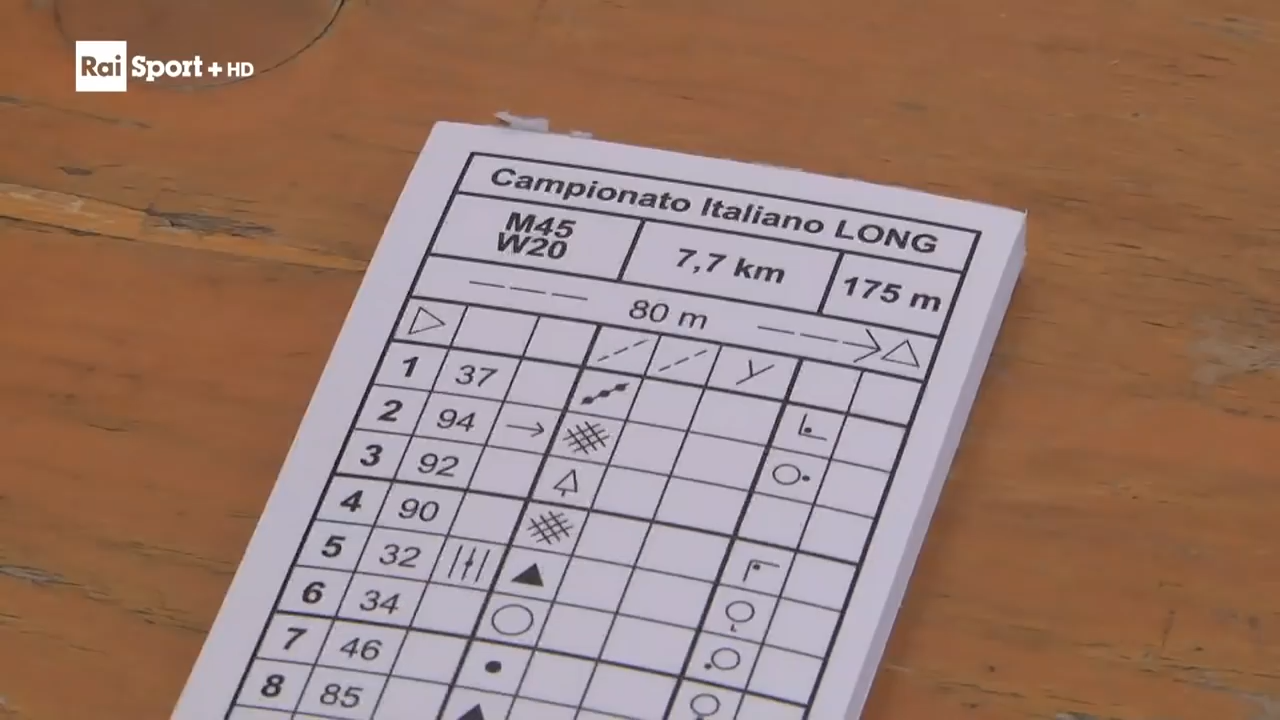 Rai Sport + HD
Campionato Italiano LONG
M45
W20
7,7 km
175 m
80 m
1 37
2 94
3 92
4 90
5 32
6 34
7 46
8 85